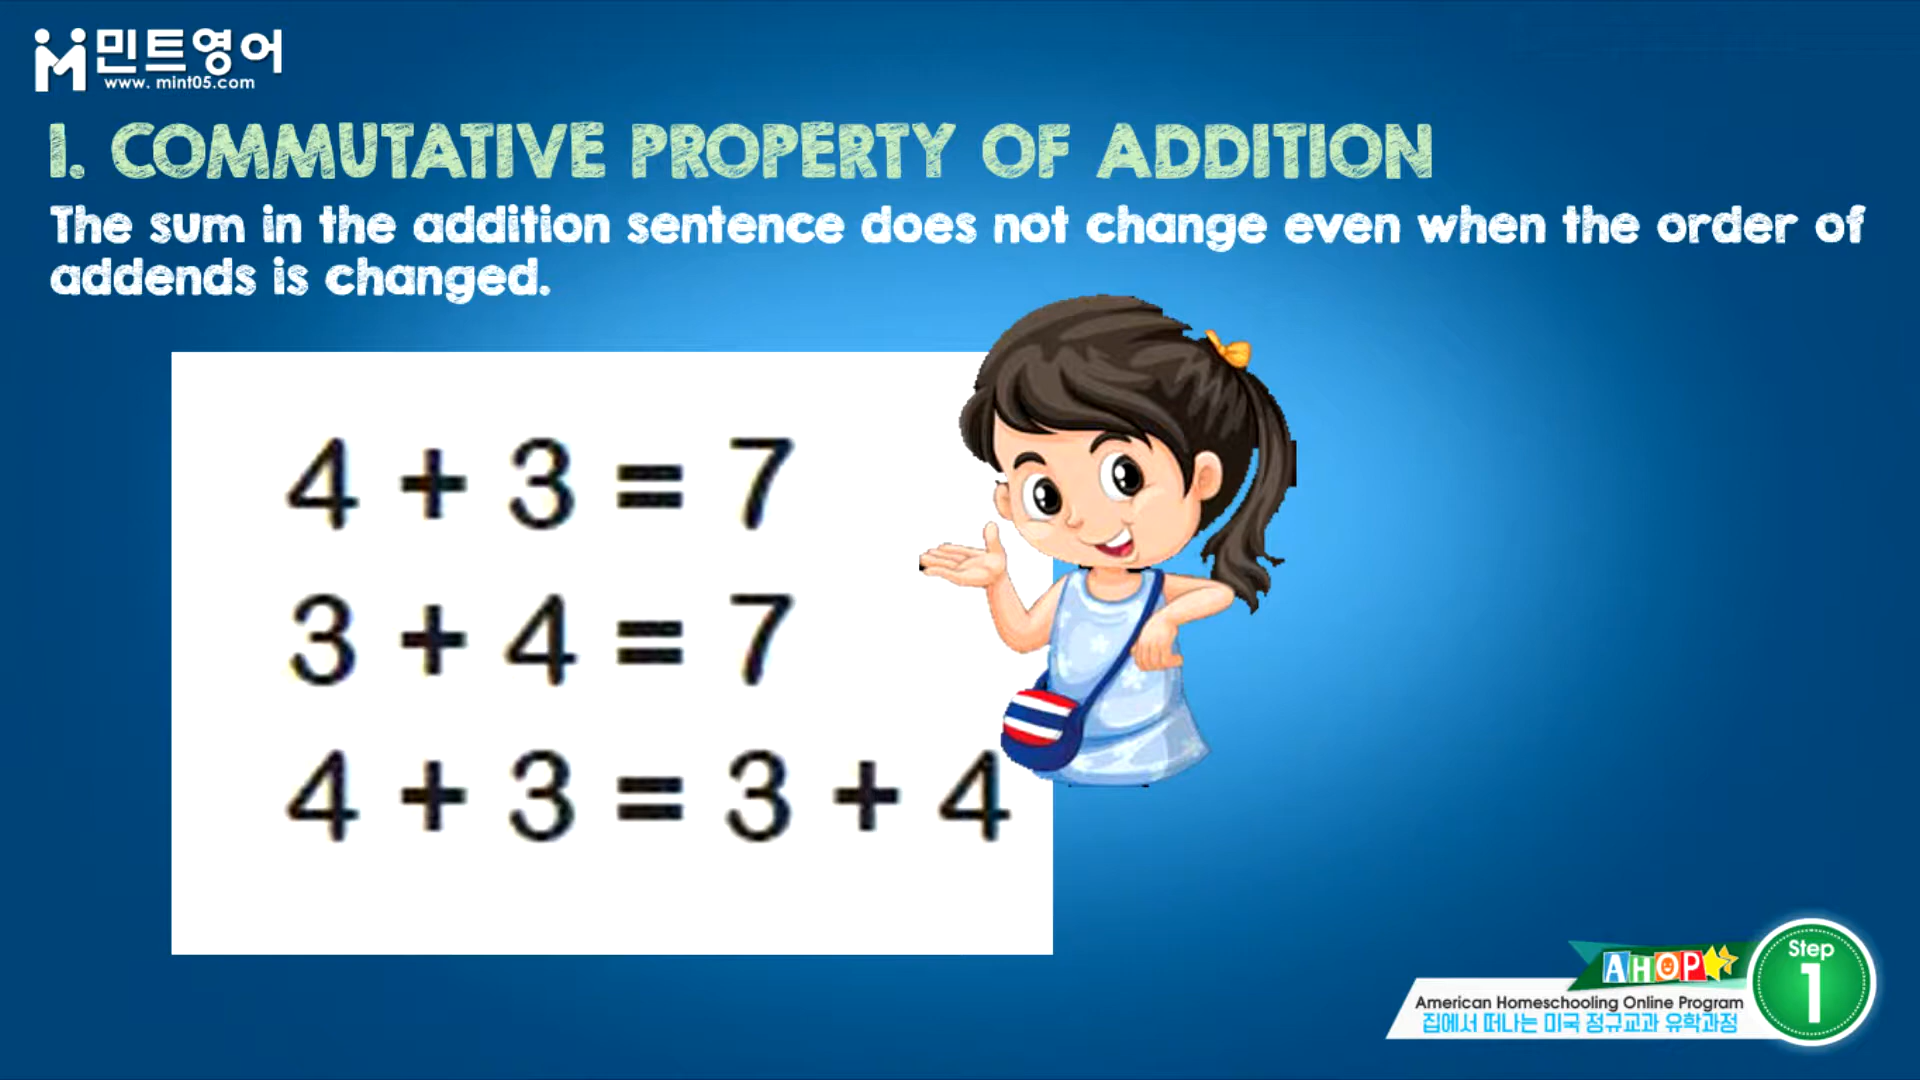 민트영어
www. mint05.com
1. COMMUTATIVE PROPERTY OF ADDITION
The sum in the addition sentence does not change even when the order of
addends is changed.
4 + 3 = 7
3 + 4 = 7
4 + 3 = 3 + 4
AHOP
Step
1
American Homeschooling Online Program
집에서 떠나는 미국 정규교과 유학과정